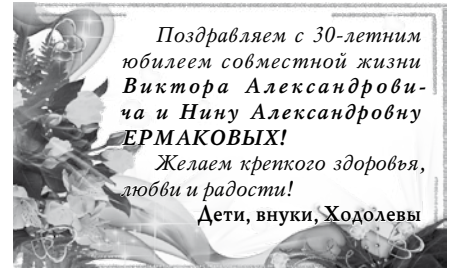 Поздравляем с 30-летним
юбилеем совместной жизни
Виктора Александрови-
ча и Нину Александровну
ЕРМАКОВЫХ!
Желаем крепкого здоровья,
любви и радости!
Дети, внуки, Ходолевы